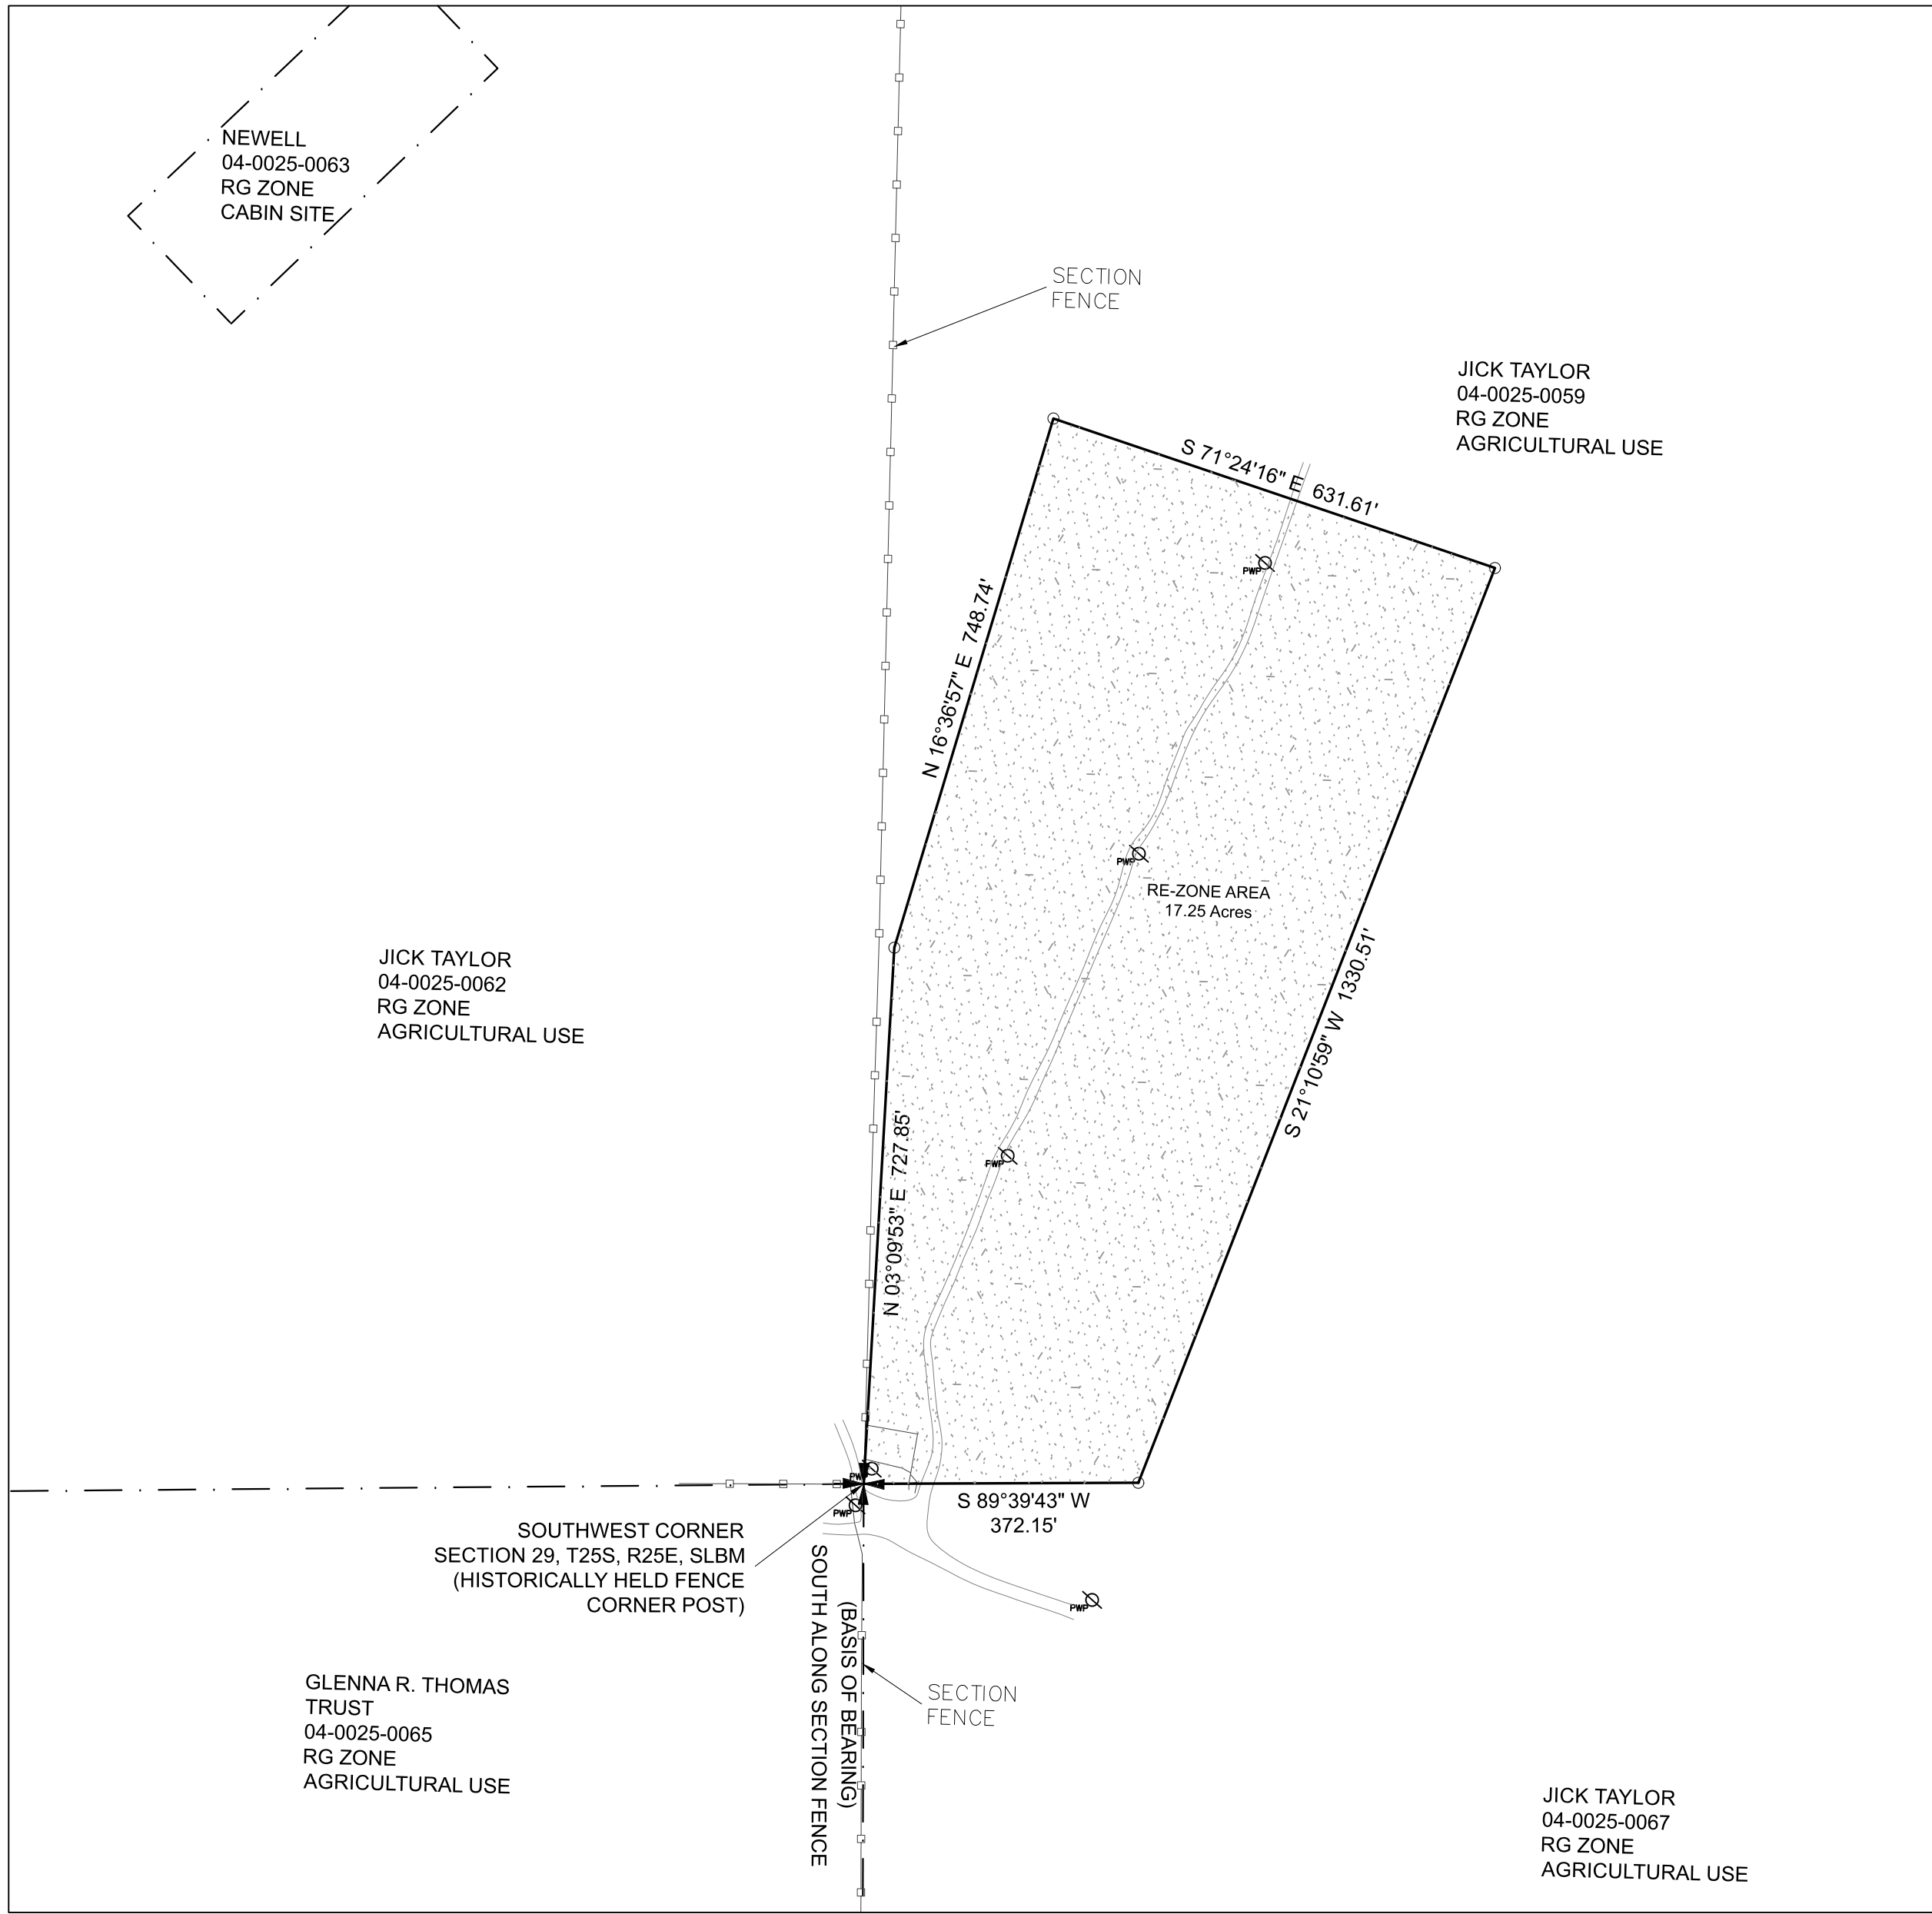 NEWELL
04-0025-0063
RG ZONE
CABIN SITE
SECTION
FENCE
JICK TAYLOR
04-0025-0059
RG ZONE
AGRICULTURAL USE
S 71°24'16" E 631.61'
PWP
N 16°36'57" E 748.74'
PWP
RE-ZONE AREA
17.25 Acres
JICK TAYLOR
04-0025-0062
RG ZONE
AGRICULTURAL USE
S 21°10'59" W 1330.51'
N 03°09'53" E 727.85'
PWP
PWP
PWP
S 89°39'43" W
372.15'
SOUTHWEST CORNER
SECTION 29, T25S, R25E, SLBM
(HISTORICALLY HELD FENCE
CORNER POST)
SOUTH ALONG SECTION FENCE
(BASIS OF BEARING)
PWP
GLENNA R. THOMAS
TRUST
04-0025-0065
RG ZONE
AGRICULTURAL USE
SECTION
FENCE
JICK TAYLOR
04-0025-0067
RG ZONE
AGRICULTURAL USE